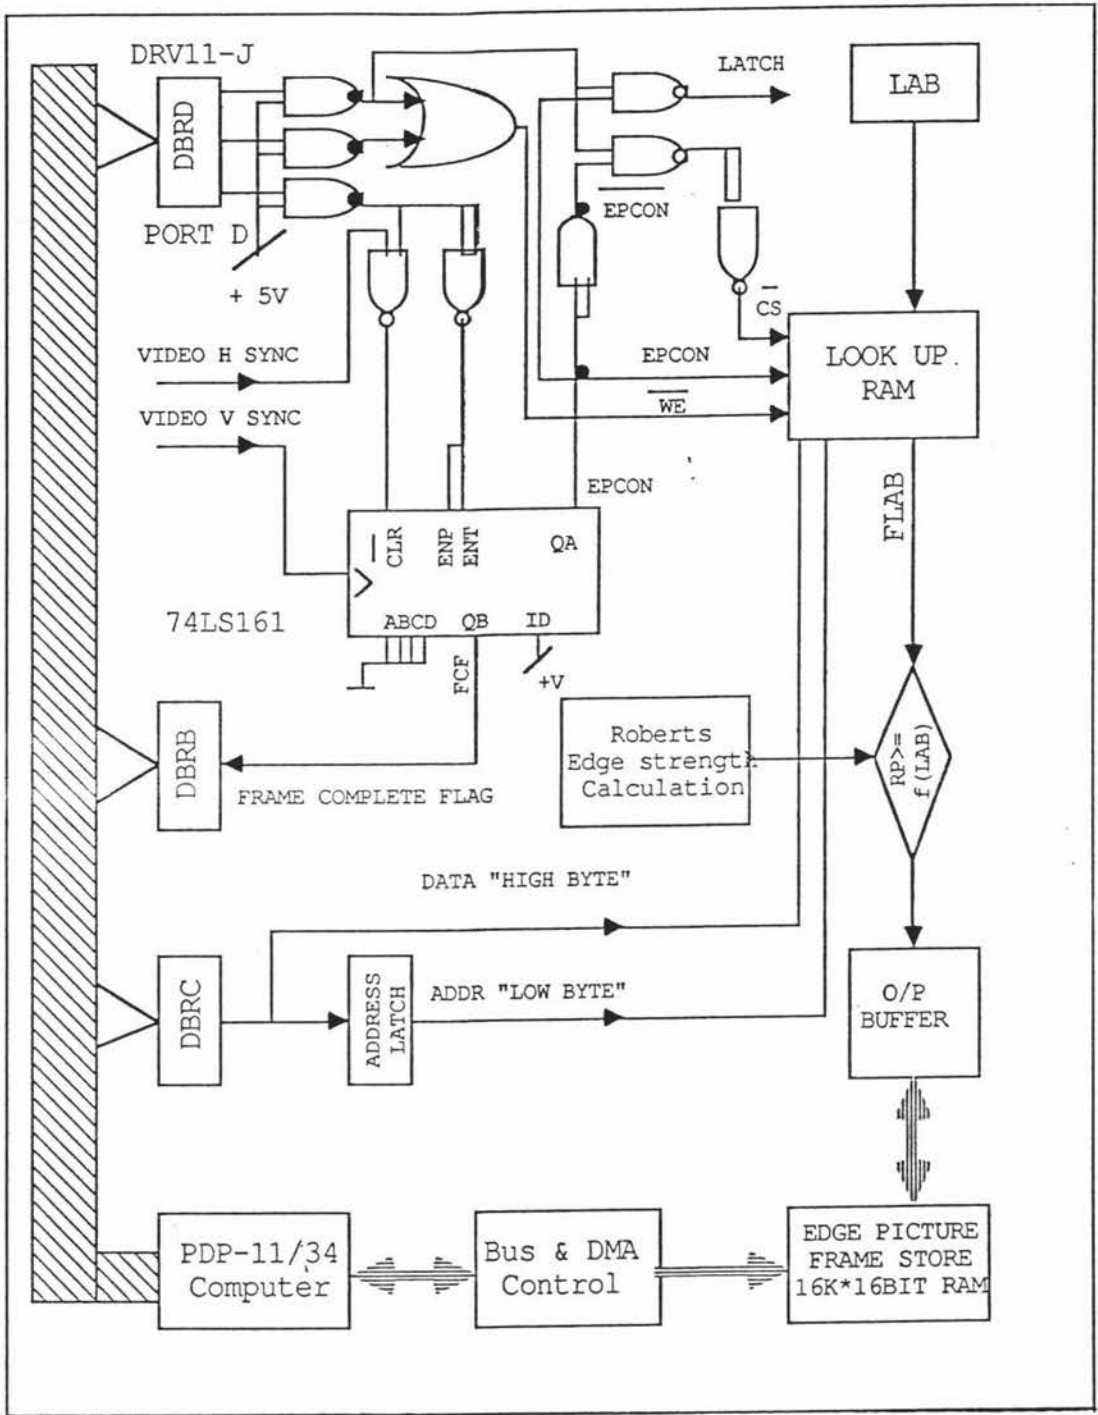 DRV11-J
DBRD
PORT D
+ 5V
LATCH
LAB
EPCON
CS
VIDEO H SYNC
EPCON
LOOK UP.
RAM
WE
VIDEO V SYNC
EPCON
FLAB
CLR
ENP
ENT
QA
74LS161
ABCD
QB
ID
FCF
+V
DBRB
FRAME COMPLETE FLAG
Roberts
Edge strength
Calculation
RP>=
f(LAB)
DATA "HIGH BYTE"
DBRC
ADDRESS
LATCH
ADDR "LOW BYTE"
O/P
BUFFER
PDP-11/34
Computer
Bus & DMA
Control
EDGE PICTURE
FRAME STORE
16K*16BIT RAM